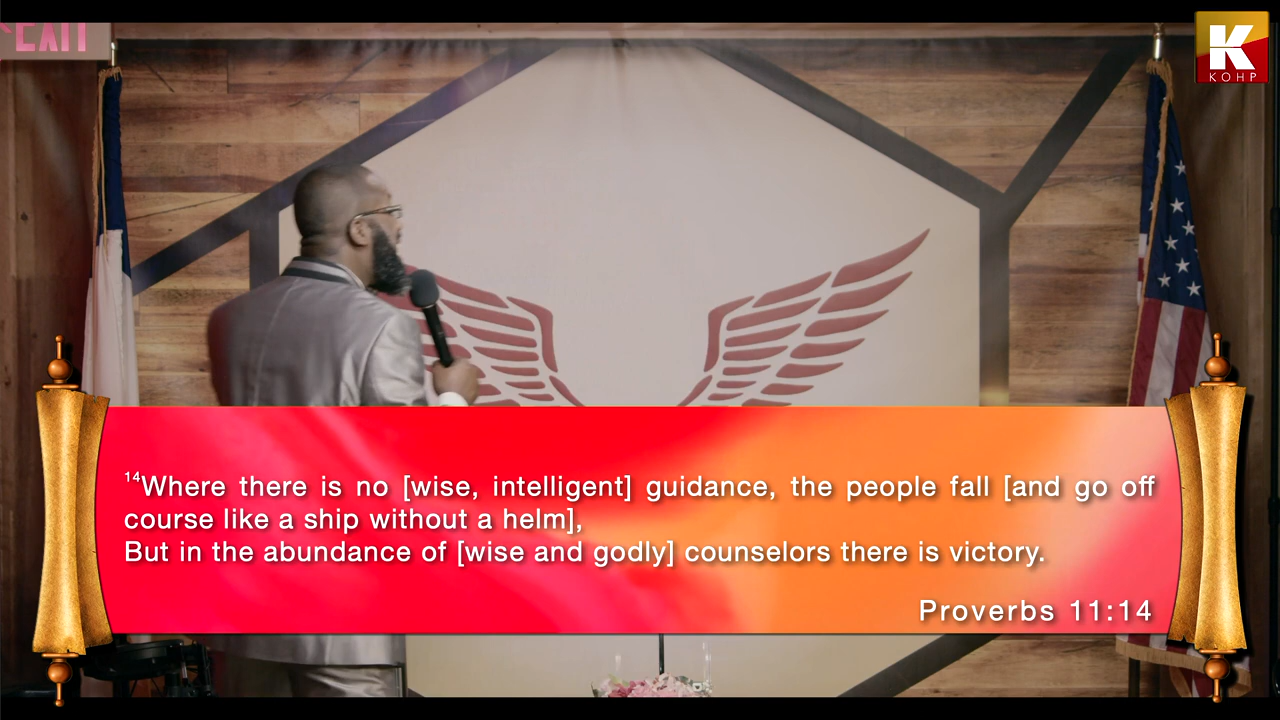 EXIT
K
KOHP
14Where there is no [wise, intelligent] guidance, the people fall [and go off
course like a ship without a helm],
But in the abundance of [wise and godly] counselors there is victory.
Proverbs 11:14